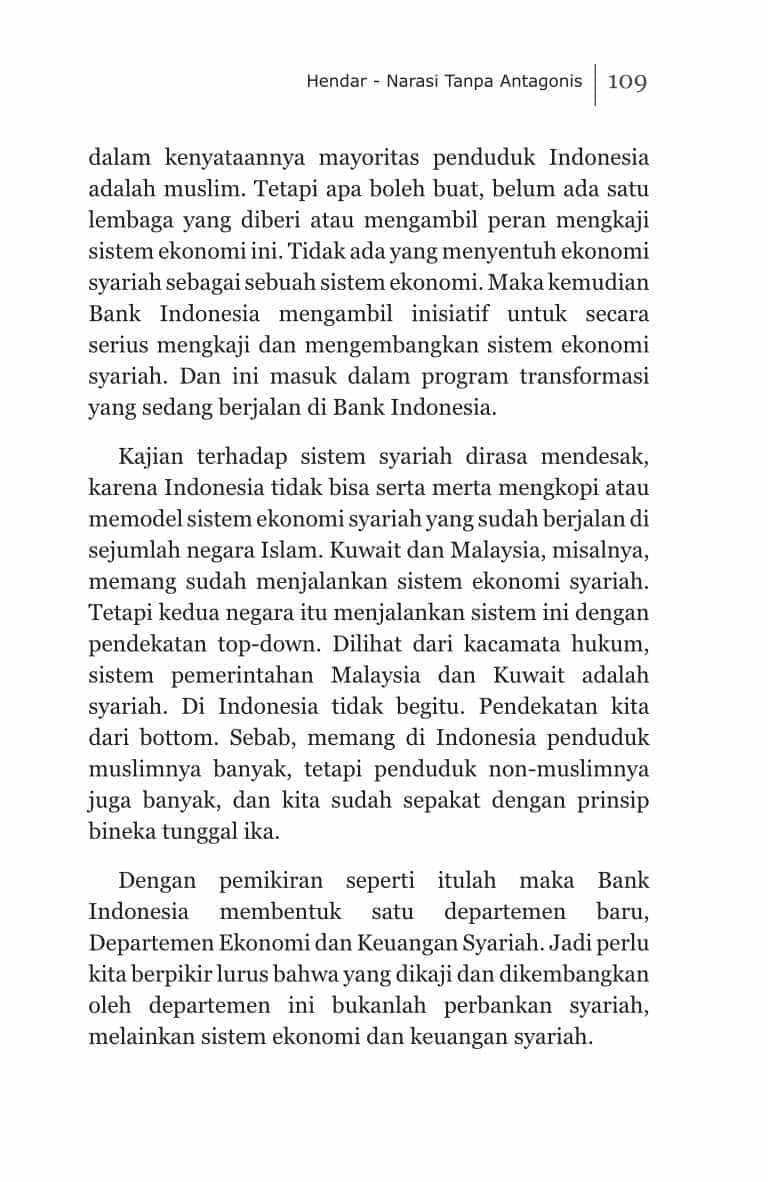 Hendar - Narasi Tanpa Antagonis 109
dalam kenyataannya mayoritas penduduk Indonesia
adalah muslim. Tetapi apa boleh buat, belum ada satu
lembaga yang diberi atau mengambil peran mengkaji
sistem ekonomi ini. Tidak ada yang menyentuh ekonomi
syariah sebagai sebuah sistem ekonomi. Maka kemudian
Bank Indonesia mengambil inisiatif untuk secara
serius mengkaji dan mengembangkan sistem ekonomi
syariah. Dan ini masuk dalam program transformasi
yang sedang berjalan di Bank Indonesia.
Kajian terhadap sistem syariah dirasa mendesak,
karena Indonesia tidak bisa serta merta mengkopi atau
memodel sistem ekonomi syariah yang sudah berjalan di
sejumlah negara Islam. Kuwait dan Malaysia, misalnya,
memang sudah menjalankan sistem ekonomi syariah.
Tetapi kedua negara itu menjalankan sistem ini dengan
pendekatan top-down. Dilihat dari kacamata hukum,
sistem pemerintahan Malaysia dan Kuwait adalah
syariah. Di Indonesia tidak begitu. Pendekatan kita
dari bottom. Sebab, memang di Indonesia penduduk
muslimnya banyak, tetapi penduduk non-muslimnya
juga banyak, dan kita sudah sepakat dengan prinsip
bineka tunggal ika.
Dengan pemikiran seperti itulah maka Bank
Indonesia membentuk satu departemen baru,
Departemen Ekonomi dan Keuangan Syariah. Jadi perlu
kita berpikir lurus bahwa yang dikaji dan dikembangkan
oleh departemen ini bukanlah perbankan syariah,
melainkan sistem ekonomi dan keuangan syariah.